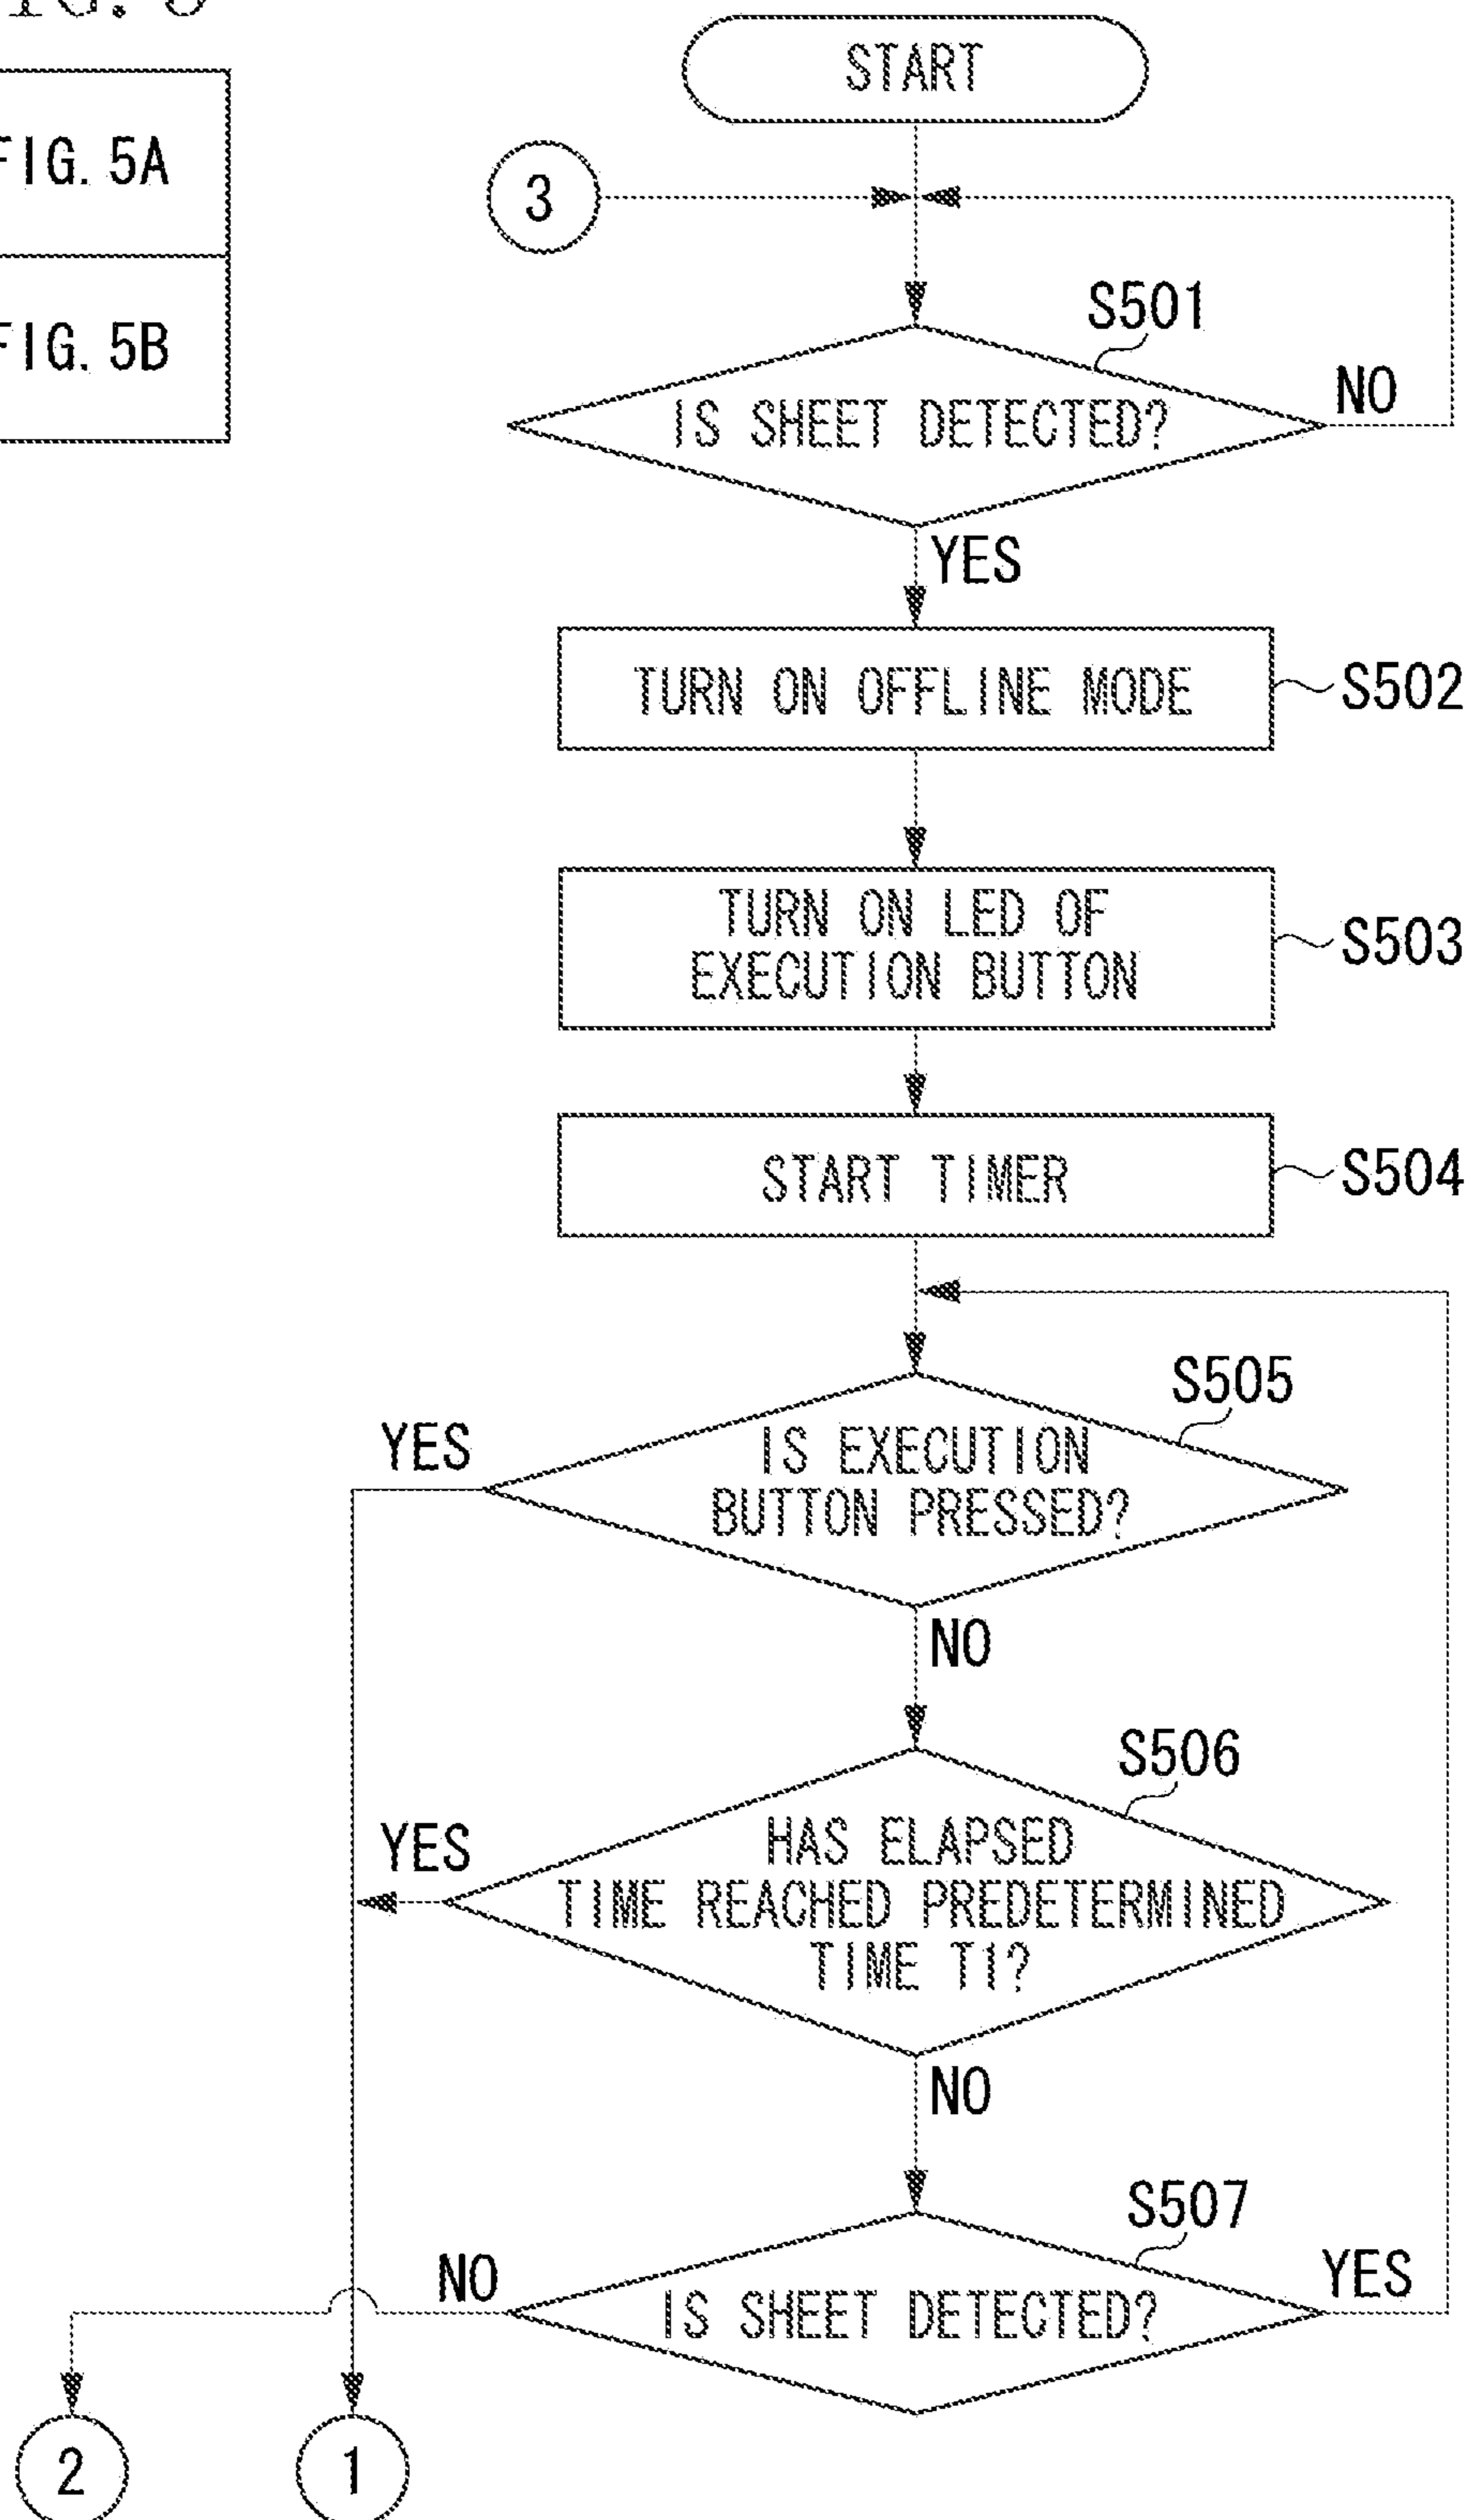 FIG. 5A
FIG. 5B
START
3
S501
IS SHEET DETECTED?
NO
YES
TURN ON OFFLINE MODE
S502
TURN ON LED OF
EXECUTION BUTTON
S503
START TIMER
S504
S505
YES
IS EXECUTION
BUTTON PRESSED?
NO
S506
YES
HAS ELAPSED
TIME REACHED PREDETERMINED
TIME T1?
NO
S507
NO
YES
IS SHEET DETECTED?
2
1